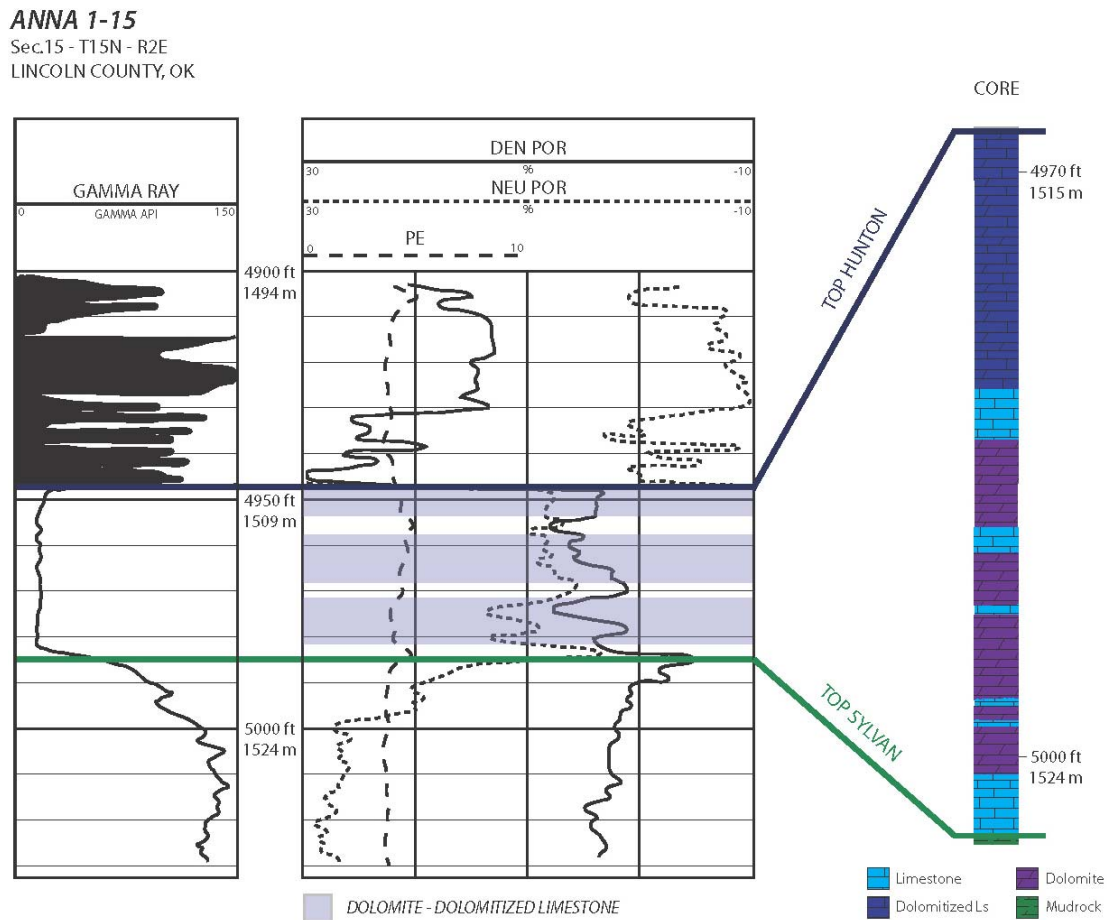 ANNA 1-15
Sec.15 - T15N - R2E
LINCOLN COUNTY, OK
CORE
DEN POR
30 % -10
GAMMA RAY
NEU POR
0 GAMMA API 150
30 % -10
PE
0 10
4900 ft
1494 m
4950 ft
1509 m
5000 ft
1524 m
TOP HUNTON
TOP SYLVAN
4970 ft
1515 m
5000 ft
1524 m
Limestone
Dolomite
Dolomitized Ls
Mudrock
DOLOMITE - DOLOMITIZED LIMESTONE